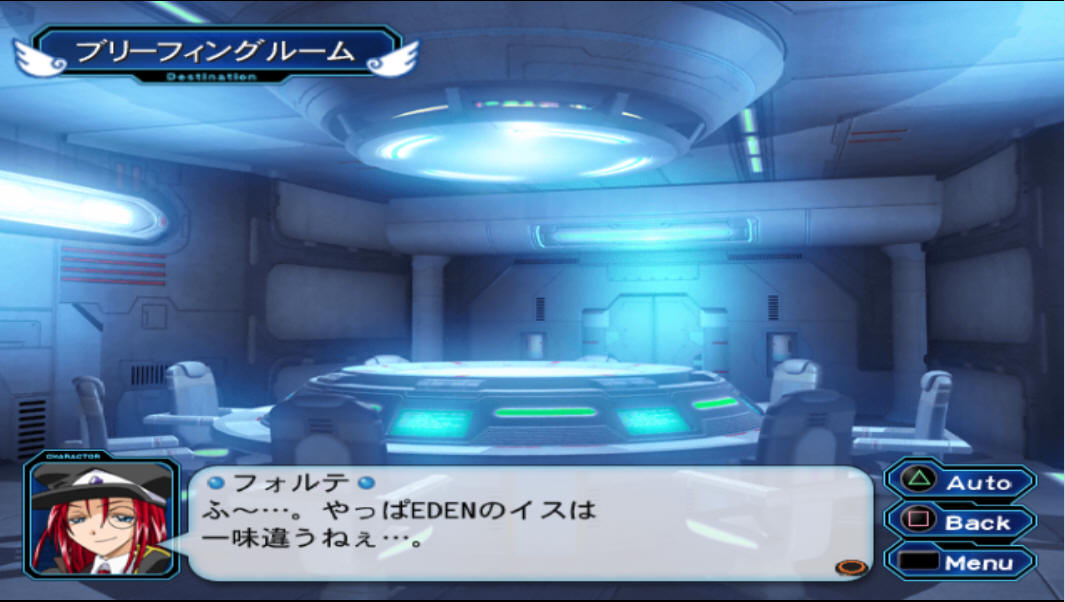 ブリーフィングルーム
Destination
CHARACTOR
フォルテ
ふ～…。やっぱEDENのイスは
一味違うねぇ…。
Auto
Back
Menu